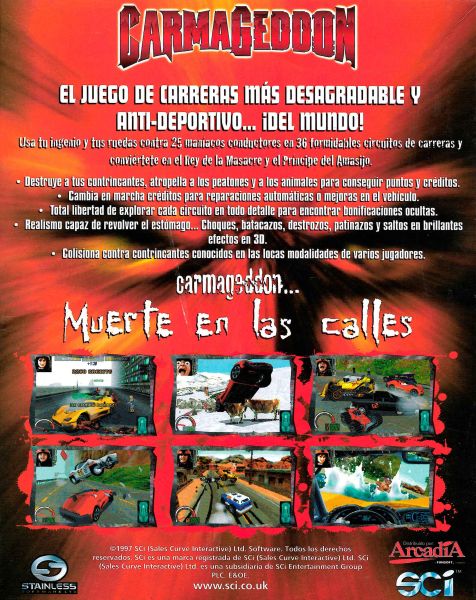 CARMAGEDDON
EL JUEGO DE CARRERAS MÁS DESAGRADABLE Y
ANTI-DEPORTIVO... ¡DEL MUNDO!
Usa tu ingenio y tus ruedas contra 25 maníacos conductores en 36 formidables circuitos de carreras y
conviértete en el Rey de la Masacre y el Príncipe del Amasijo.
• Destruye a tus contrincantes, atropella a los peatones y a los animales para conseguir puntos y créditos.
• Cambia en marcha créditos para reparaciones automáticas o mejoras en el vehículo.
• Total libertad de explorar cada circuito en todo detalle para encontrar bonificaciones ocultas.
• Realismo capaz de revolver el estómago... Choques, batacazos, destrozos, patinazos y saltos en brillantes
efectos en 3D.
• Colisiona contra contrincantes conocidos en las locas modalidades de varios jugadores.
carmageddon...
Muerte en las calles
©1997 SCi (Sales Curve Interactive) Ltd. Software. Todos los derechos
reservados. SCi es una marca registrada de SCi (Sales Curve Interactive) Ltd. SCi
(Sales Curve Interactive) Ltd. es una subsidiaria de SCi Entertainment Group
PLC. E&OE.
www.sci.co.uk
STAINLESS
Distribuido por
ARCADIA
SCi